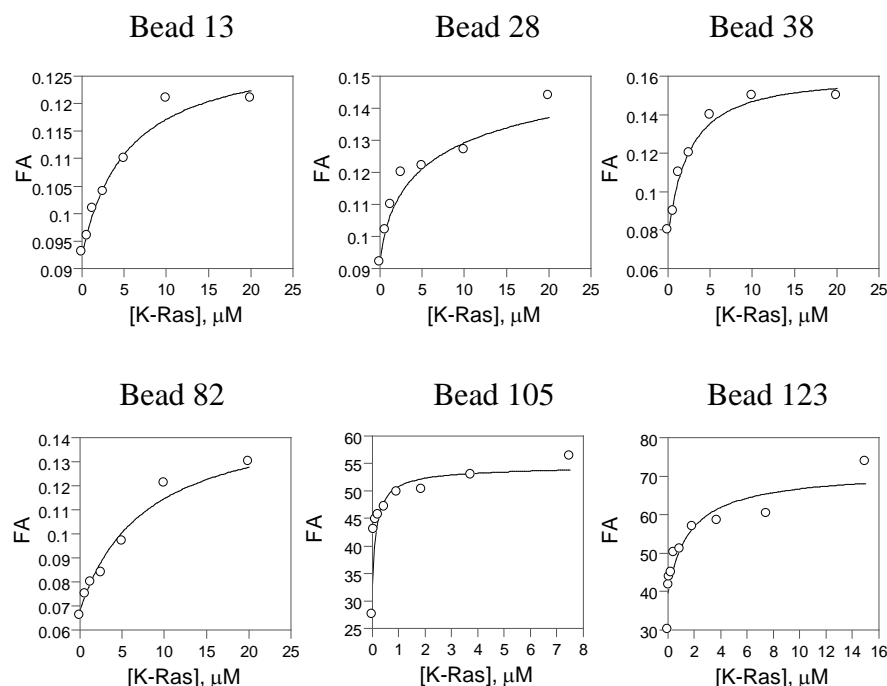 Bead 13
0.125
0.12
0.115
0.11
0.105
0.1
0.095
0.09
FA
0 5 10 15 20 25
[K-Ras], μM
Bead 28
0.15
0.14
0.13
0.12
0.11
0.1
0.09
FA
0 5 10 15 20 25
[K-Ras], μM
Bead 38
0.16
0.14
0.12
0.1
0.08
0.06
FA
0 5 10 15 20 25
[K-Ras], μM
Bead 82
0.14
0.13
0.12
0.11
0.1
0.09
0.08
0.07
0.06
FA
0 5 10 15 20 25
[K-Ras], μM
Bead 105
60
55
50
45
40
35
30
25
FA
0 1 2 3 4 5 6 7 8
[K-Ras], μM
Bead 123
80
70
60
50
40
30
FA
0 2 4 6 8 10 12 14 16
[K-Ras], μM